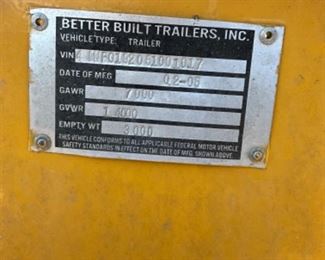 BETTER BUILT TRAILERS, INC.
VEHICLE TYPE: TRAILER
VIN
DATE OF MFG 02-05
GAWR 7000
GVWR 14000
EMPTY WT 3,000
THIS VEHICLE CONFORMS TO ALL APPLICABLE FEDERAL MOTOR VEHICLE
SAFETY STANDARDS IN EFFECT ON THE DATE OF MFG. SHOWN ABOVE.